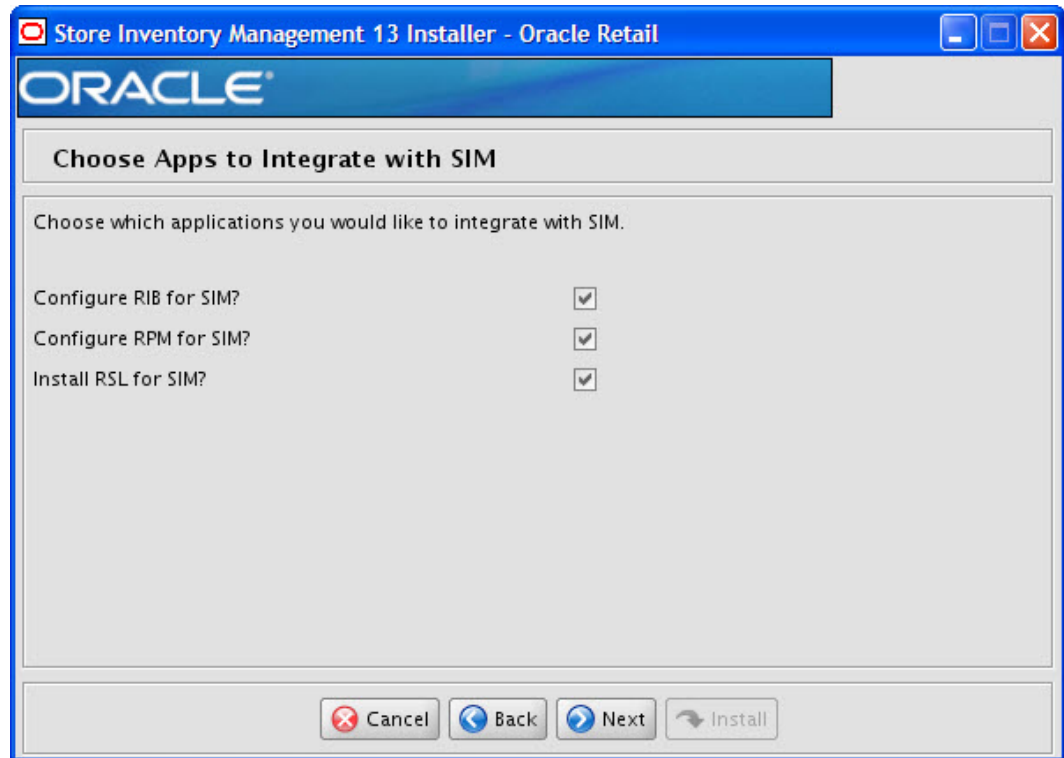 Store Inventory Management 13 Installer - Oracle Retail
ORACLE®
Choose Apps to Integrate with SIM
Choose which applications you would like to integrate with SIM.
Configure RIB for SIM?
Configure RPM for SIM?
Install RSL for SIM?
Cancel Back Next Install